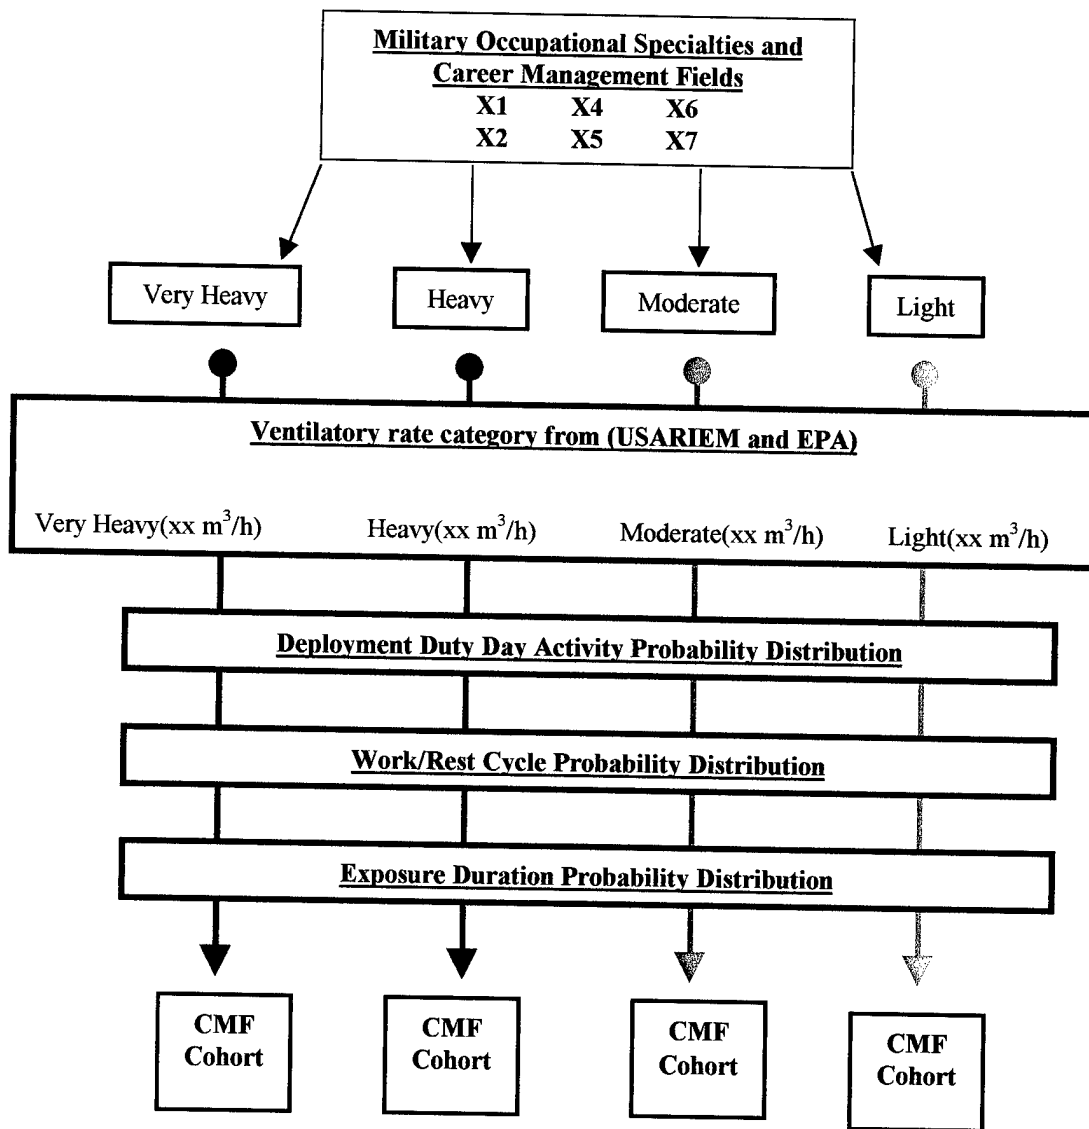 Military Occupational Specialties and
Career Management Fields
X1 X4 X6
X2 X5 X7
Very Heavy
Heavy
Moderate
Light
Ventilatory rate category from (USARIEM and EPA)
Very Heavy(xx m³/h) Heavy(xx m³/h) Moderate(xx m³/h) Light(xx m³/h)
Deployment Duty Day Activity Probability Distribution
Work/Rest Cycle Probability Distribution
Exposure Duration Probability Distribution
CMF
Cohort
CMF
Cohort
CMF
Cohort
CMF
Cohort